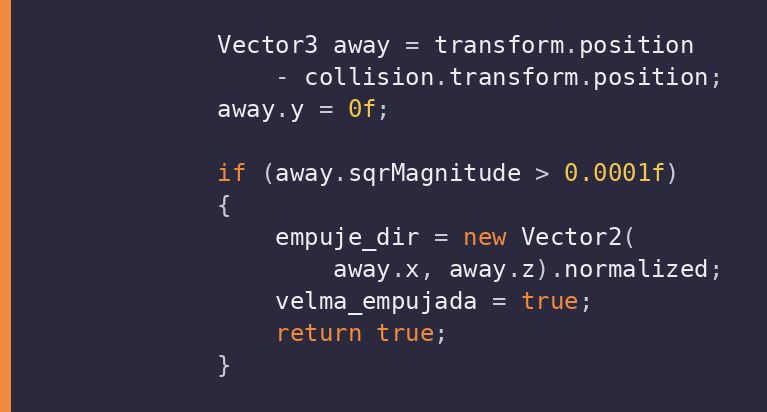 Vector3 away = transform.position
    - collision.transform.position;
away.y = 0f;

if (away.sqrMagnitude > 0.0001f)
{
    empuje_dir = new Vector2(
        away.x, away.z).normalized;
    velma_empujada = true;
    return true;
}